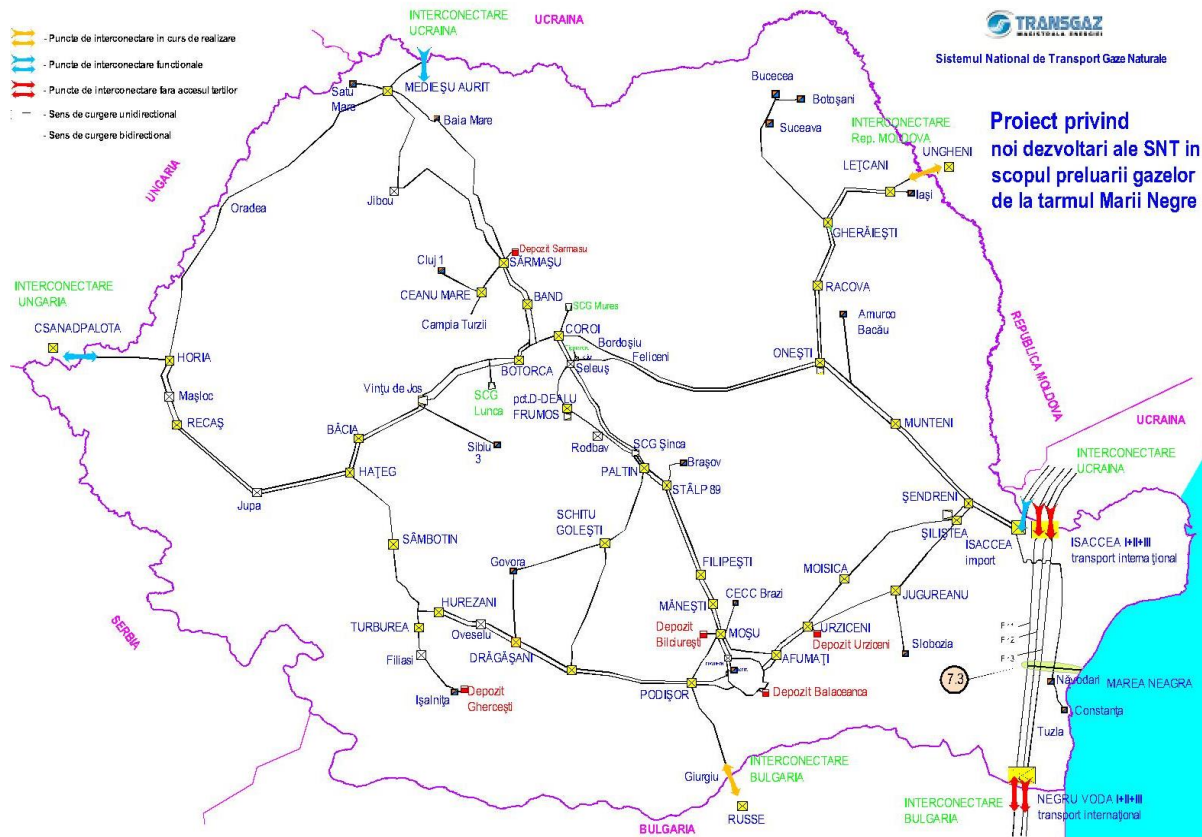 INTERCONECTARE
UCRAINA
UCRAINA
TRANSGAZ
MAGISTRALA ENERGIEI
Sistemul National de Transport Gaze Naturale
- Puncte de interconectare in curs de realizare
- Puncte de interconectare functionale
- Puncte de interconectare fara accesul tertilor
- Sens de curgere unidirectional
- Sens de curgere bidirectional
Proiect privind
noi dezvoltari ale SNT in
scopul preluarii gazelor
de la tarmul Marii Negre
Satu
Mare
MEDIEŞU AURIT
Baia Mare
Bucecea
Botoşani
Suceava
INTERCONECTARE
Rep. MOLDOVA
UNGHENI
LEŢCANI
Iaşi
UNGARIA
Oradea
Jibou
GHERĂIEŞTI
Depozit Sarmasu
SĂRMAŞU
Cluj 1
CEANU MARE
BAND
Campia Turzii
RACOVA
INTERCONECTARE
UNGARIA
CSANADPALOTA
HORIA
Maşloc
RECAŞ
SCG Mureş
COROI
Bordoşiu
Feliceni
Seleuş
Amurco
Bacău
ONEŞTI
REPUBLICA MOLDOVA
BOTORCA
Vinţu de Jos
SCG
Lunca
pct.D-DEALU
FRUMOS
BĂCIA
Sibiu
3
Rodbav
SCG Şinca
MUNTENI
UCRAINA
HAŢEG
PALTIN
Braşov
STÂLP 89
INTERCONECTARE
UCRAINA
Jupa
ŞENDRENI
ŞILIŞTEA
ISACCEA
import
ISACCEA I+II+III
transport internaţional
SÂMBOTIN
SCHITU
GOLEŞTI
Govora
FILIPEŞTI
MOISICA
JUGUREANU
SERBIA
HUREZANI
TURBUREA
Oveselu
MĂNEŞTI
CECC Brazi
Depozit
Bilciureşti
MOŞU
URZICENI
Depozit Urziceni
Slobozia
F 1
F 2
F 3
Filiasi
DRĂGĂŞANI
AFUMAŢI
7.3
Năvodari
MAREA NEAGRA
Işalniţa
Depozit
Gherceşti
PODIŞOR
Depozit Balaceanca
Constanţa
Tuzla
Giurgiu
INTERCONECTARE
BULGARIA
RUSSE
BULGARIA
INTERCONECTARE
BULGARIA
NEGRU VODA I+II+III
transport internaţional